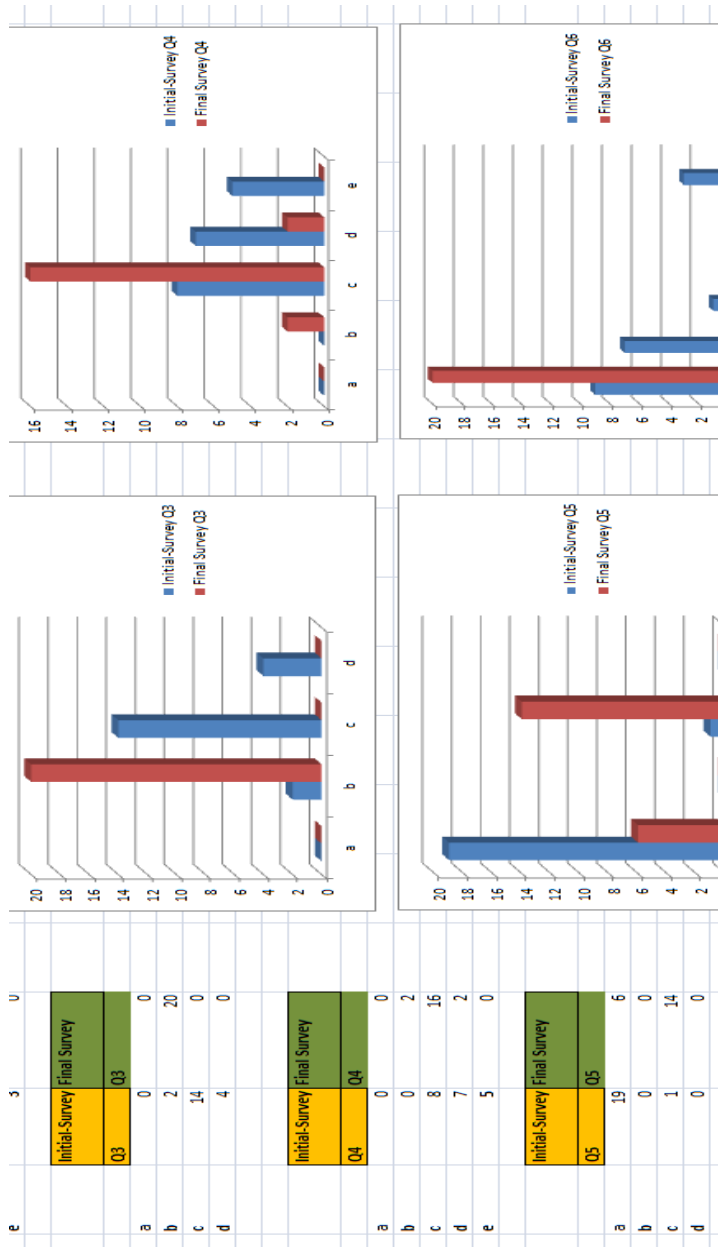 e 3 0
Initial-Survey Final Survey
Q3 Q3
a 0 0
b 2 20
c 14 0
d 4 0
Initial-Survey Final Survey
Q4 Q4
a 0 0
b 0 2
c 8 16
d 7 2
e 5 0
Initial-Survey Final Survey
Q5 Q5
a 19 6
b 0 0
c 1 14
d 0 0
20
18
16
14
12
10
8
6
4
2
0
a b c d
Initial-Survey Q3
Final Survey Q3
16
14
12
10
8
6
4
2
0
a b c d e
Initial-Survey Q4
Final Survey Q4
20
18
16
14
12
10
8
6
4
2
Initial-Survey Q5
Final Survey Q5
20
18
16
14
12
10
8
6
4
2
Initial-Survey Q6
Final Survey Q6